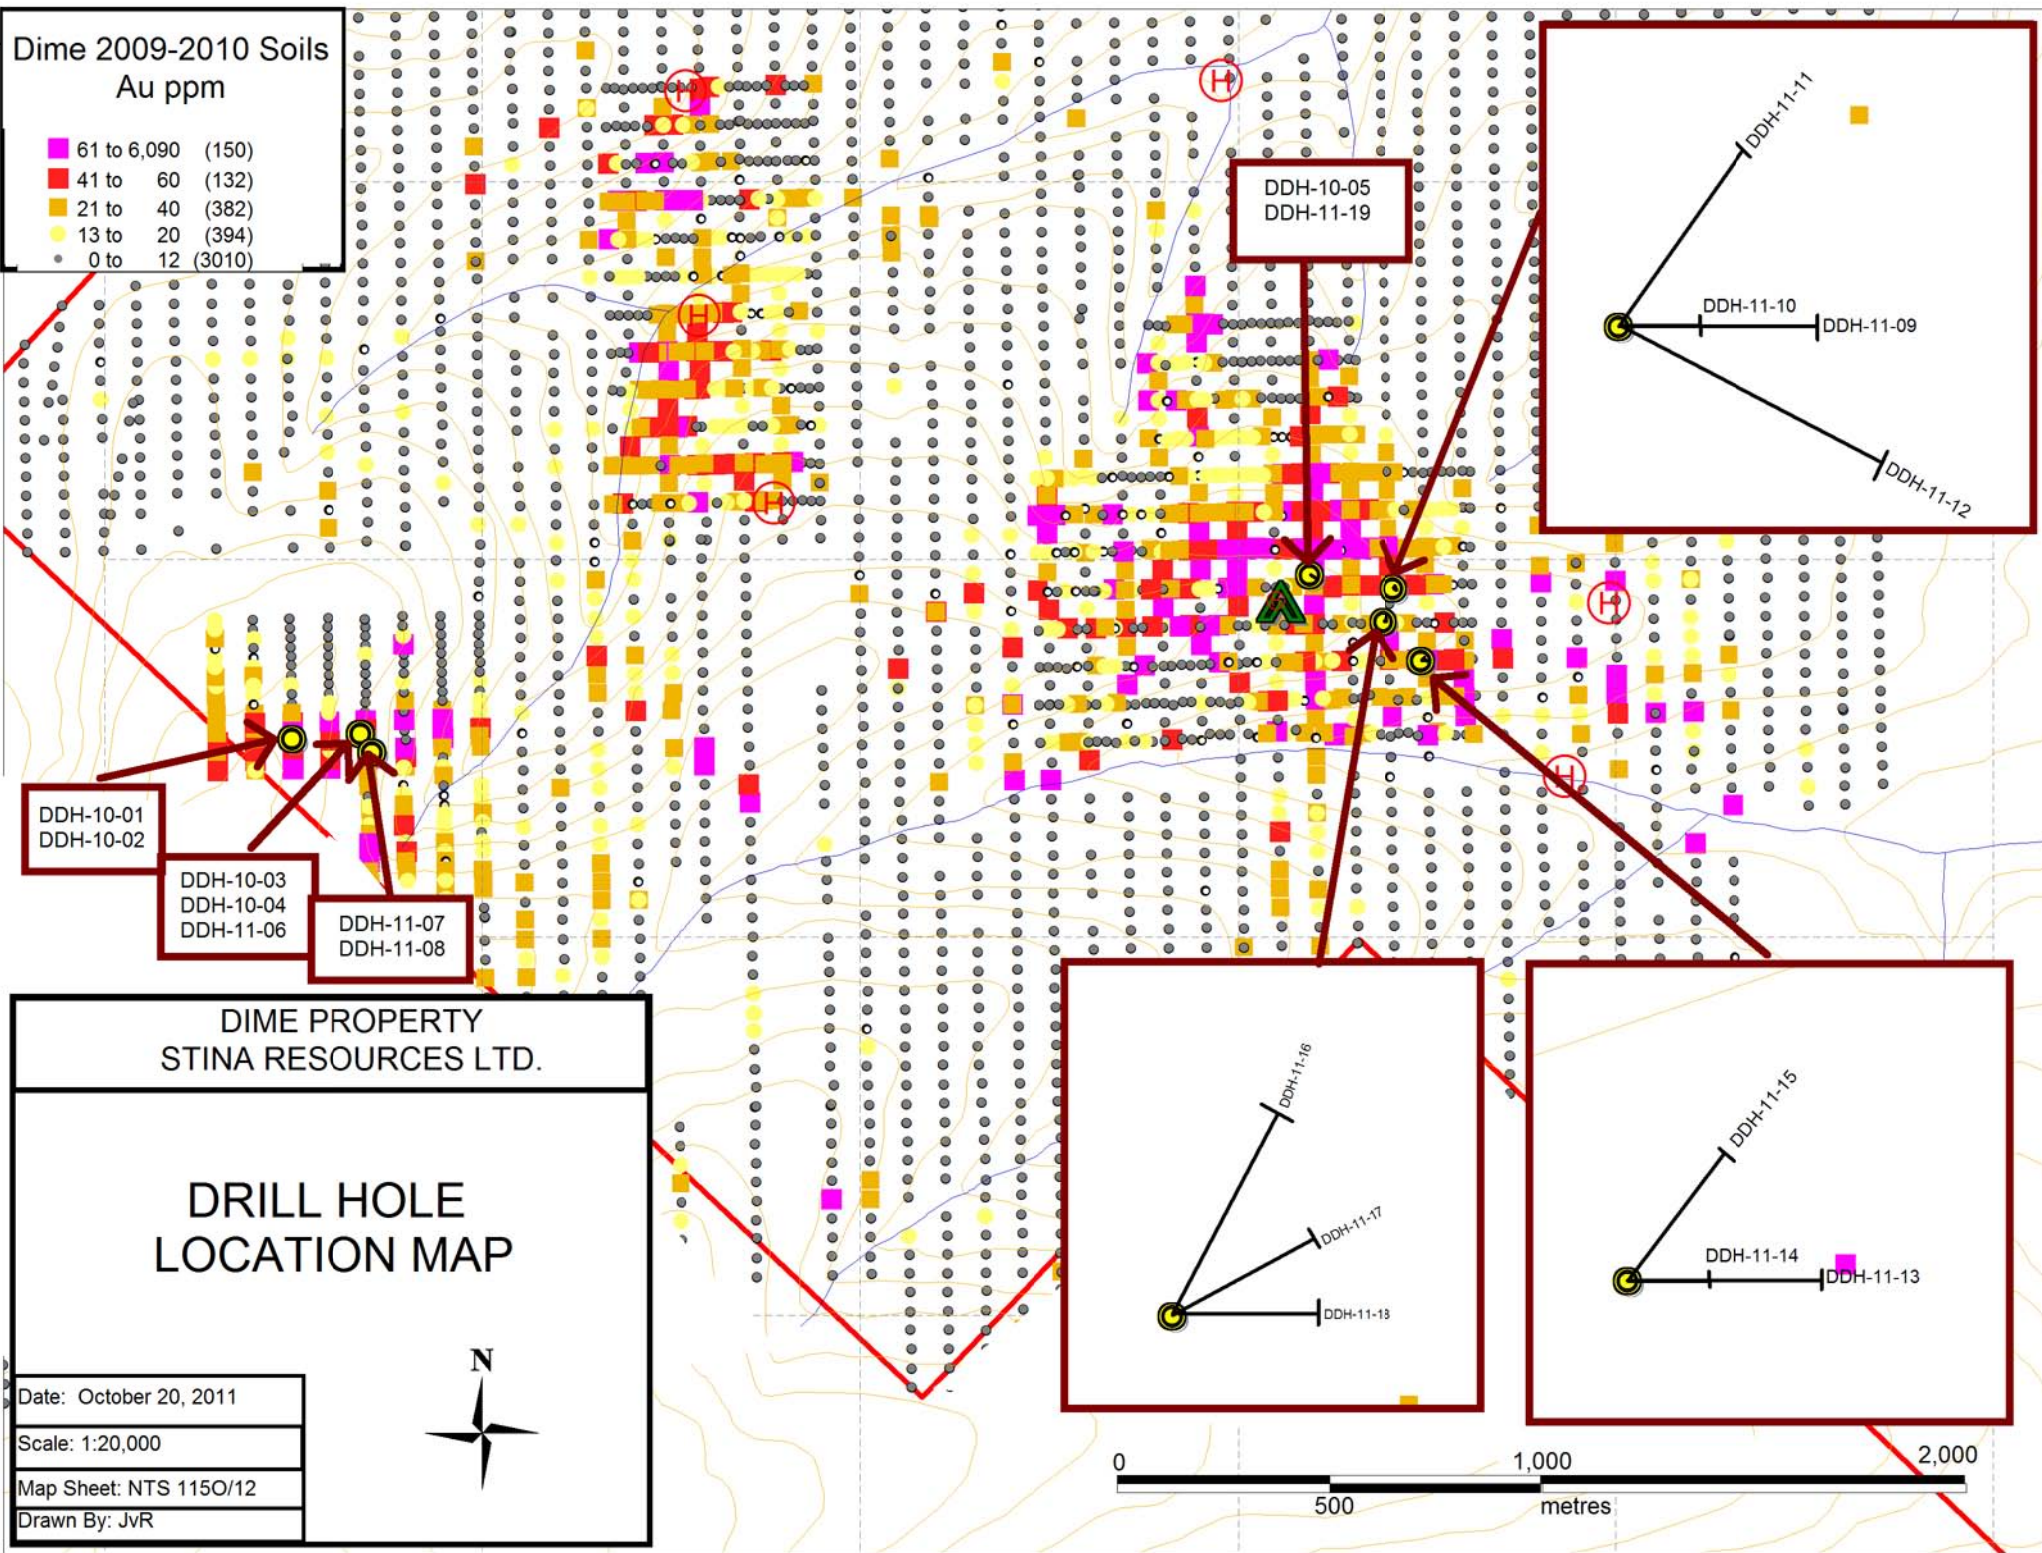 Dime 2009-2010 Soils
Au ppm
61 to 6,090 (150)
41 to 60 (132)
21 to 40 (382)
13 to 20 (394)
0 to 12 (3010)
H
H
H
H
H
H
DDH-10-05
DDH-11-19
DDH-11-11
DDH-11-10
DDH-11-09
DDH-11-12
DDH-10-01
DDH-10-02
DDH-10-03
DDH-10-04
DDH-11-06
DDH-11-07
DDH-11-08
DDH-11-16
DDH-11-17
DDH-11-18
DDH-11-15
DDH-11-14
DDH-11-13
DIME PROPERTY
STINA RESOURCES LTD.
DRILL HOLE
LOCATION MAP
N
Date: October 20, 2011
Scale: 1:20,000
Map Sheet: NTS 115O/12
Drawn By: JvR
0 1,000 2,000
500 metres